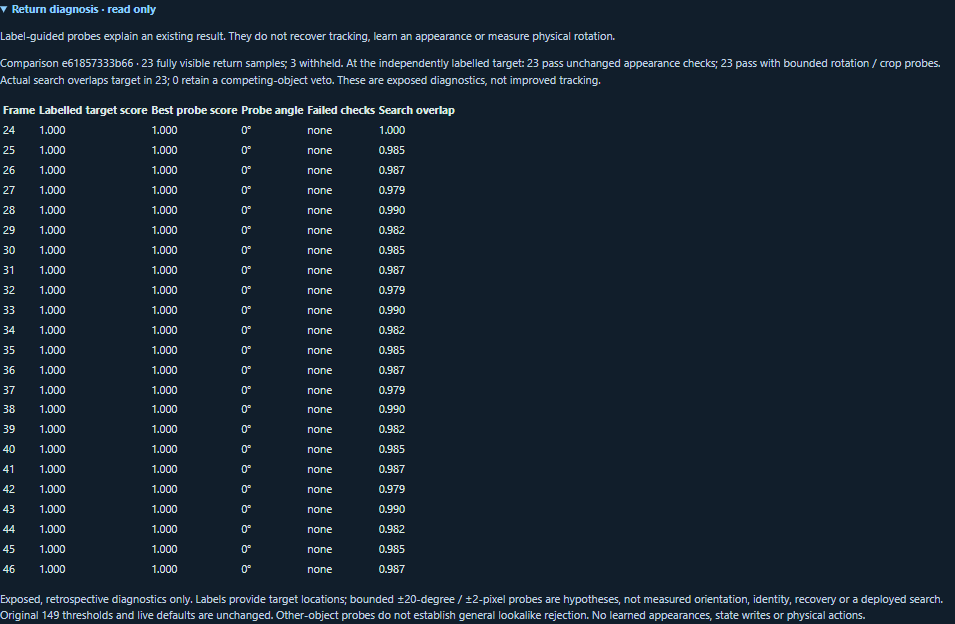 ▼ Return diagnosis · read only
Label-guided probes explain an existing result. They do not recover tracking, learn an appearance or measure physical rotation.
Comparison e61857333b66 · 23 fully visible return samples; 3 withheld. At the independently labelled target: 23 pass unchanged appearance checks; 23 pass with bounded rotation / crop probes.
Actual search overlaps target in 23; 0 retain a competing-object veto. These are exposed diagnostics, not improved tracking.
Frame Labelled target score Best probe score Probe angle Failed checks Search overlap
24 1.000 1.000 0° none 1.000
25 1.000 1.000 0° none 0.985
26 1.000 1.000 0° none 0.987
27 1.000 1.000 0° none 0.979
28 1.000 1.000 0° none 0.990
29 1.000 1.000 0° none 0.982
30 1.000 1.000 0° none 0.985
31 1.000 1.000 0° none 0.987
32 1.000 1.000 0° none 0.979
33 1.000 1.000 0° none 0.990
34 1.000 1.000 0° none 0.982
35 1.000 1.000 0° none 0.985
36 1.000 1.000 0° none 0.987
37 1.000 1.000 0° none 0.979
38 1.000 1.000 0° none 0.990
39 1.000 1.000 0° none 0.982
40 1.000 1.000 0° none 0.985
41 1.000 1.000 0° none 0.987
42 1.000 1.000 0° none 0.979
43 1.000 1.000 0° none 0.990
44 1.000 1.000 0° none 0.982
45 1.000 1.000 0° none 0.985
46 1.000 1.000 0° none 0.987
Exposed, retrospective diagnostics only. Labels provide target locations; bounded ±20-degree / ±2-pixel probes are hypotheses, not measured orientation, identity, recovery or a deployed search.
Original 149 thresholds and live defaults are unchanged. Other-object probes do not establish general lookalike rejection. No learned appearances, state writes or physical actions.